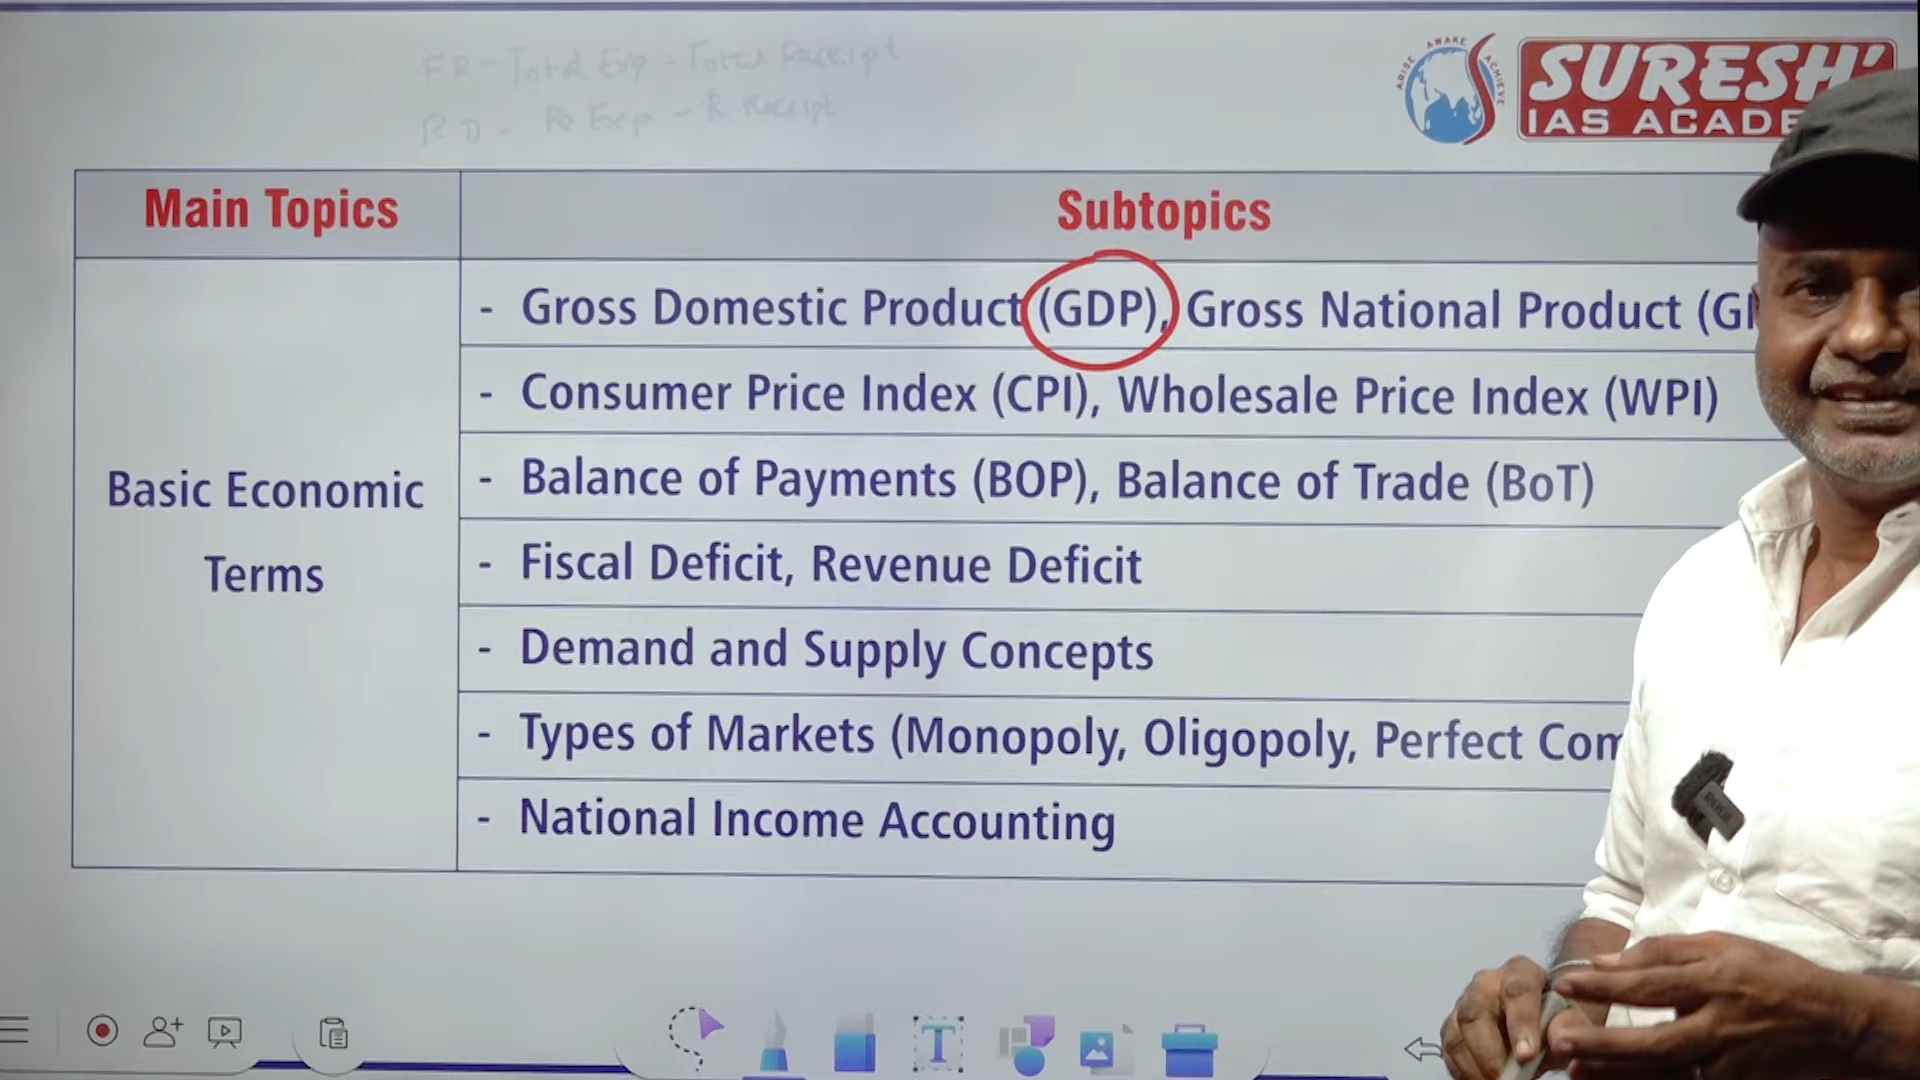 FD - Total Exp - Total Receipt
RD - Re Exp - R Receipt
ARISE AWAKE ACHIEVE
SURESH'
IAS ACADE
Main Topics
Subtopics
- Gross Domestic Product (GDP), Gross National Product (G
- Consumer Price Index (CPI), Wholesale Price Index (WPI)
- Balance of Payments (BOP), Balance of Trade (BoT)
Basic Economic
Terms
- Fiscal Deficit, Revenue Deficit
- Demand and Supply Concepts
- Types of Markets (Monopoly, Oligopoly, Perfect Com
- National Income Accounting
T